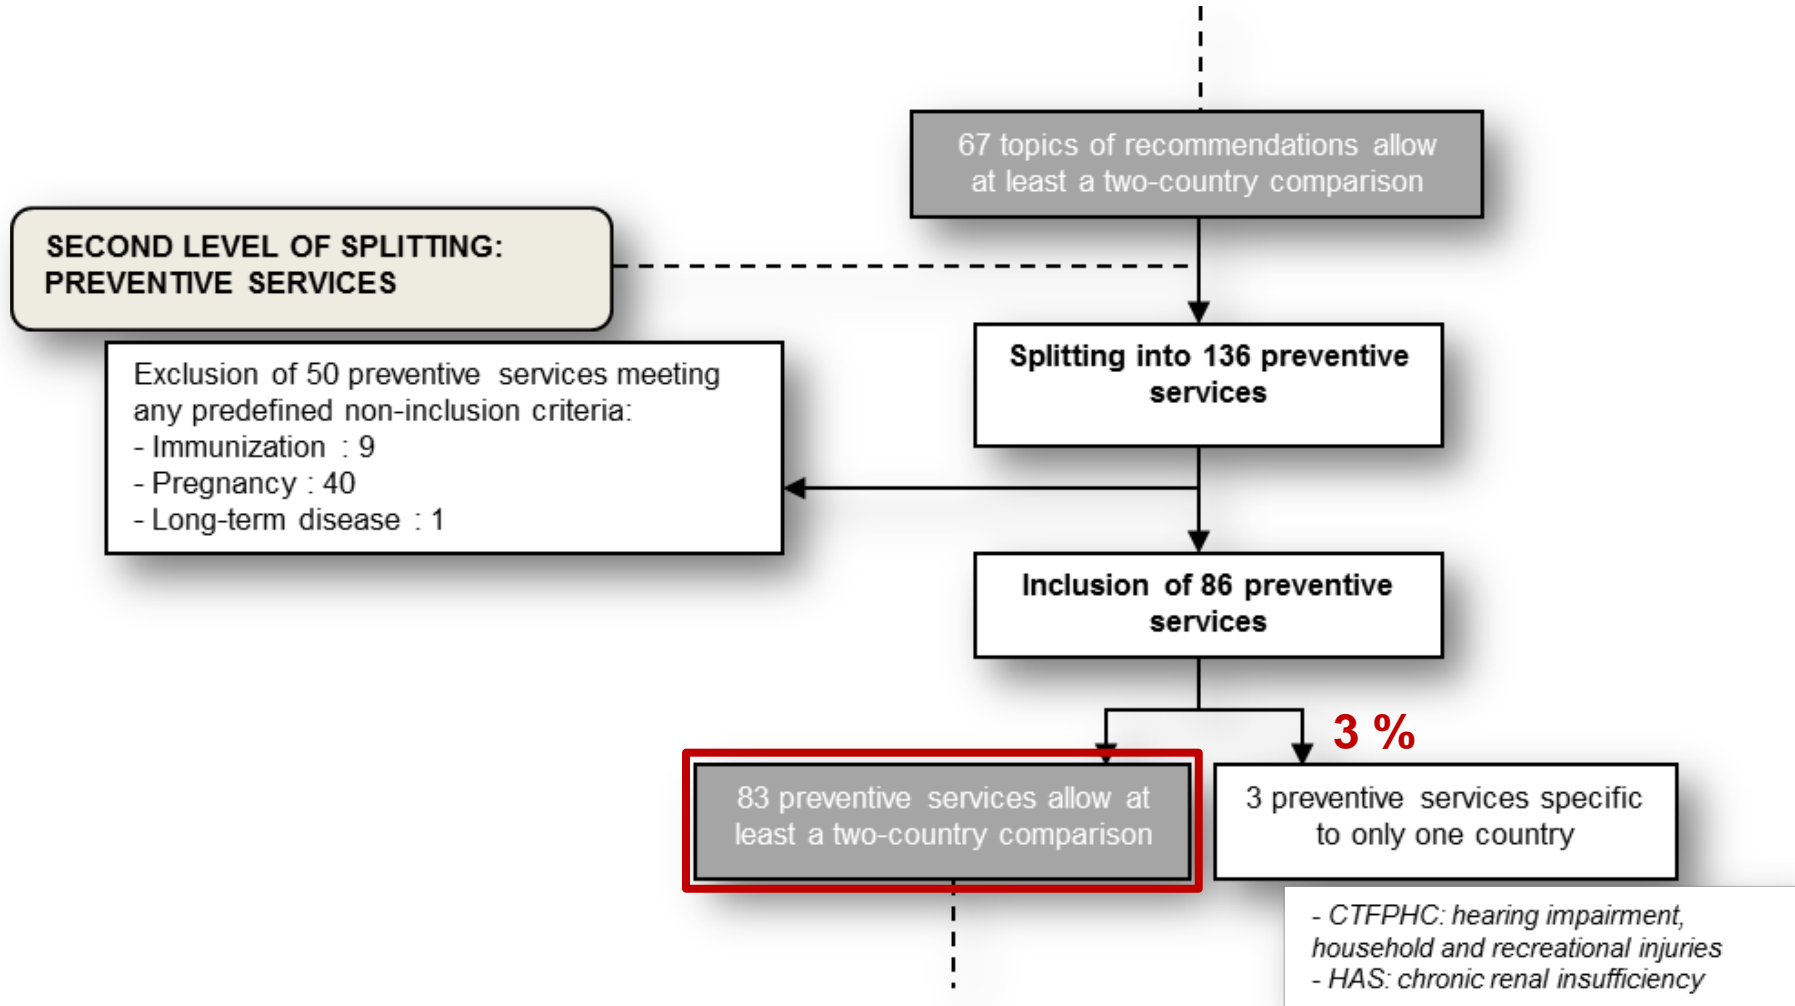 67 topics of recommendations allow
at least a two-country comparison
SECOND LEVEL OF SPLITTING:
PREVENTIVE SERVICES
Splitting into 136 preventive
services
Exclusion of 50 preventive services meeting
any predefined non-inclusion criteria:
- Immunization : 9
- Pregnancy : 40
- Long-term disease : 1
Inclusion of 86 preventive
services
3 %
83 preventive services allow at
least a two-country comparison
3 preventive services specific
to only one country
- CTFPHC: hearing impairment,
household and recreational injuries
- HAS: chronic renal insufficiency